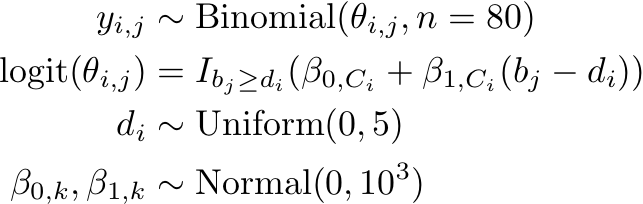 y_{i,j} ∼ Binomial(θ_{i,j}, n = 80)
logit(θ_{i,j}) = I_{b_j ≥ d_i}(β_{0,C_i} + β_{1,C_i}(b_j − d_i))
d_i ∼ Uniform(0, 5)
β_{0,k}, β_{1,k} ∼ Normal(0, 10^3)